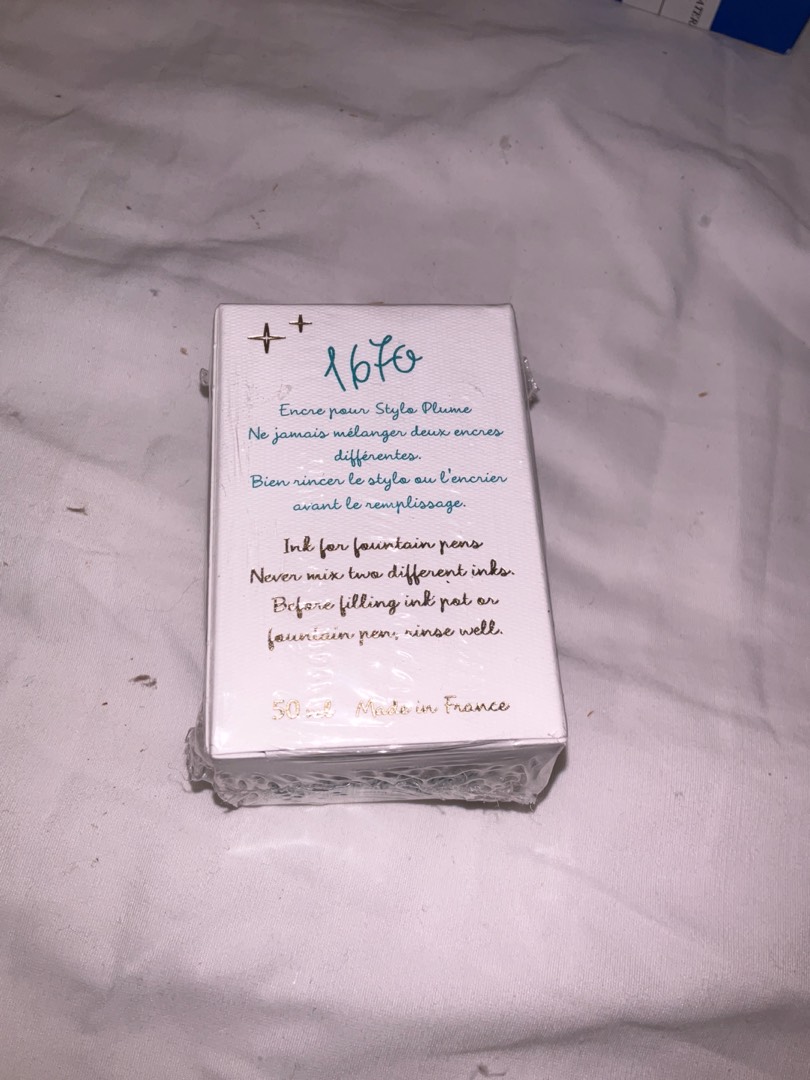 1670
Encre pour Stylo Plume
Ne jamais mélanger deux encres
différentes.
Bien rincer le stylo ou l'encrier
avant le remplissage.
Ink for fountain pens
Never mix two different inks.
Before filling ink pot or
fountain pen, rinse well.
50 ml Made in France